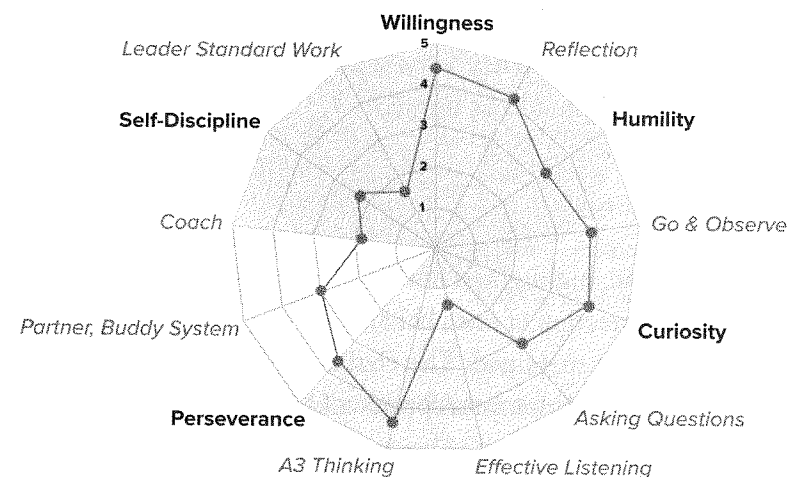 Willingness
5
Leader Standard Work
Reflection
4
Self-Discipline
3
Humility
2
1
Coach
Go & Observe
Partner, Buddy System
Curiosity
Perseverance
Asking Questions
A3 Thinking
Effective Listening